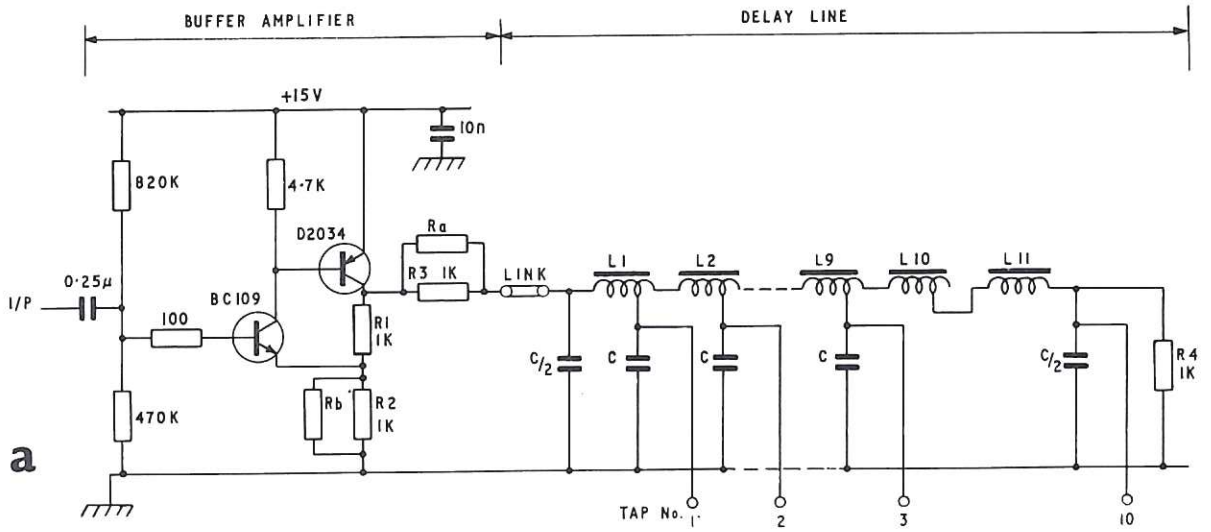 BUFFER AMPLIFIER
DELAY LINE
+15V
10n
820K
4·7K
D2034
Ra
R3 1K
LINK
L1
L2
L9
L10
L11
0·25µ
I/P
BC109
100
R1
1K
C/2
C
C
C
C/2
R4
1K
Rb
R2
1K
470K
a
TAP No. 1
2
3
10